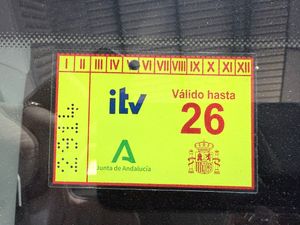 I II III IV V VI VII VIII IX X XI XII
itv
Válido hasta
26
Junta de Andalucía